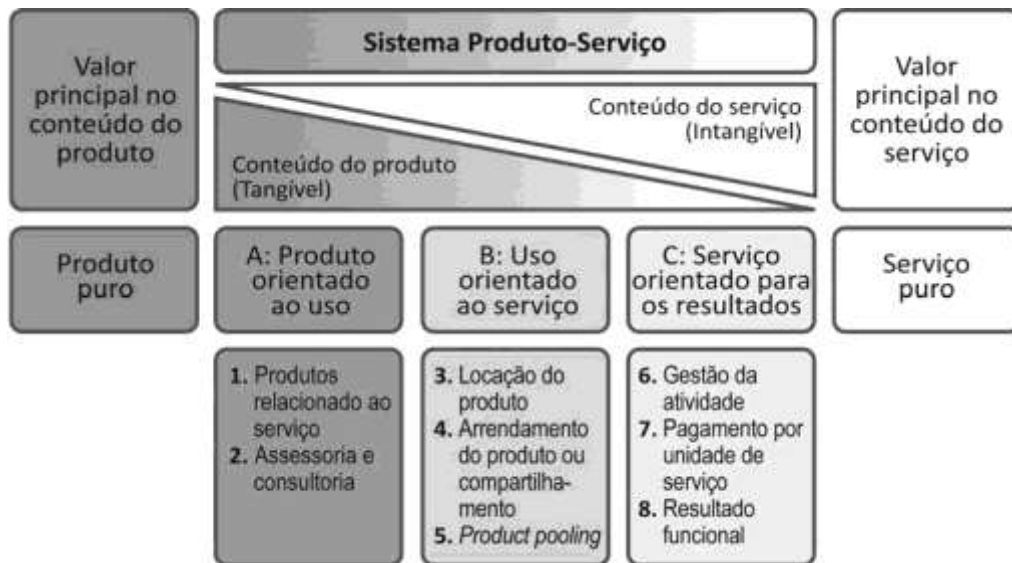 Valor
principal no
conteúdo do
produto
Sistema Produto-Serviço
Conteúdo do serviço
(Intangível)
Conteúdo do produto
(Tangível)
Valor
principal no
conteúdo do
serviço
Produto
puro
A: Produto
orientado
ao uso
B: Uso
orientado
ao serviço
C: Serviço
orientado para
os resultados
Serviço
puro
1. Produtos
relacionado ao
serviço
2. Assessoria e
consultoria
3. Locação do
produto
4. Arrendamento
do produto ou
compartilha-
mento
5. Product pooling
6. Gestão da
atividade
7. Pagamento por
unidade de
serviço
8. Resultado
funcional